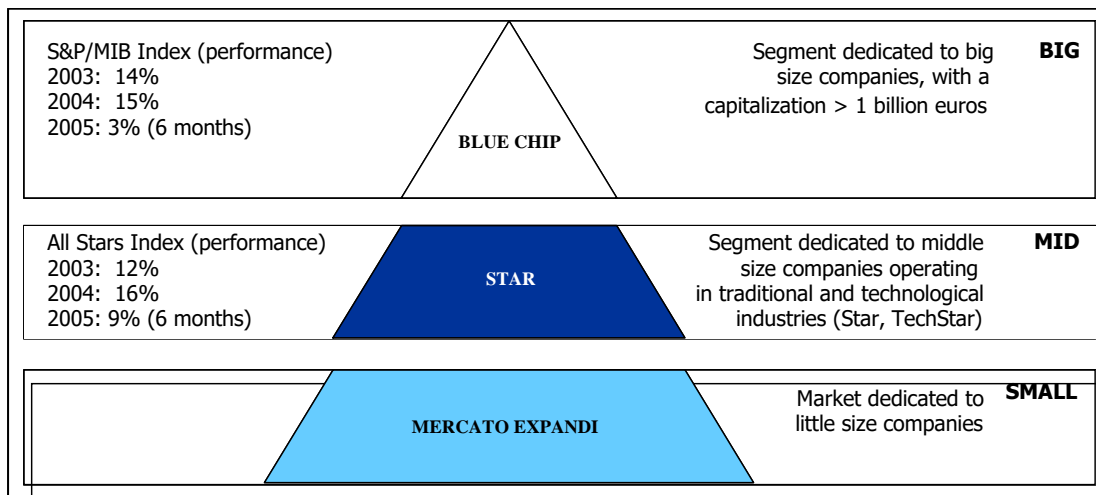 S&P/MIB Index (performance)
2003: 14%
2004: 15%
2005: 3% (6 months)
BLUE CHIP
Segment dedicated to big
size companies, with a
capitalization > 1 billion euros
BIG
All Stars Index (performance)
2003: 12%
2004: 16%
2005: 9% (6 months)
STAR
Segment dedicated to middle
size companies operating
in traditional and technological
industries (Star, TechStar)
MID
MERCATO EXPANDI
Market dedicated to
little size companies
SMALL